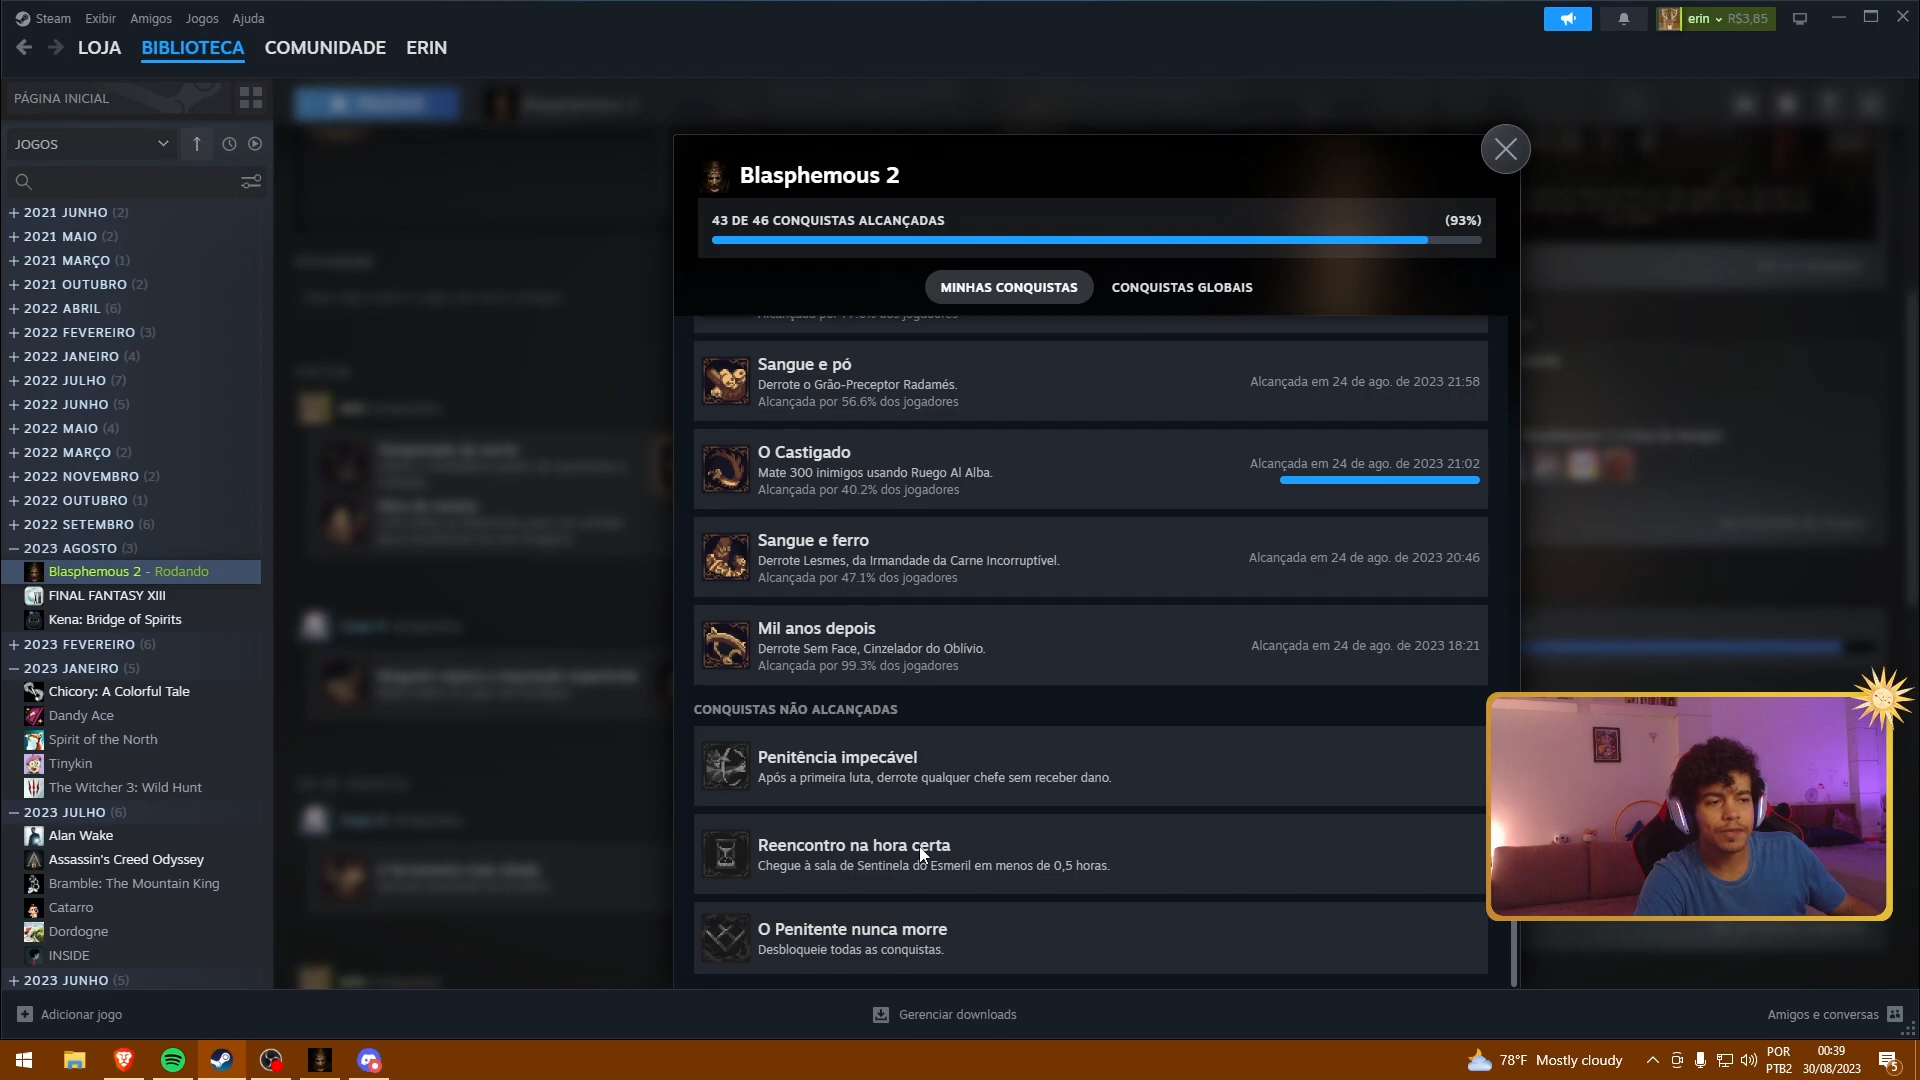 Steam Exibir Amigos Jogos Ajuda
erin R$3,85
LOJA BIBLIOTECA COMUNIDADE ERIN
PÁGINA INICIAL
JOGOS
2021 JUNHO (2)
2021 MAIO (2)
2021 MARÇO (1)
2021 OUTUBRO (2)
2022 ABRIL (6)
2022 FEVEREIRO (3)
2022 JANEIRO (4)
2022 JULHO (7)
2022 JUNHO (5)
2022 MAIO (4)
2022 MARÇO (2)
2022 NOVEMBRO (2)
2022 OUTUBRO (1)
2022 SETEMBRO (6)
2023 AGOSTO (3)
Blasphemous 2 - Rodando
FINAL FANTASY XIII
Kena: Bridge of Spirits
2023 FEVEREIRO (6)
2023 JANEIRO (5)
Chicory: A Colorful Tale
Dandy Ace
Spirit of the North
Tinykin
The Witcher 3: Wild Hunt
2023 JULHO (6)
Alan Wake
Assassin's Creed Odyssey
Bramble: The Mountain King
Catarro
Dordogne
INSIDE
2023 JUNHO (5)
Blasphemous 2
43 DE 46 CONQUISTAS ALCANÇADAS (93%)
MINHAS CONQUISTAS CONQUISTAS GLOBAIS
Sangue e pó
Derrote o Grão-Preceptor Radamés.
Alcançada por 56.6% dos jogadores
Alcançada em 24 de ago. de 2023 21:58
O Castigado
Mate 300 inimigos usando Ruego Al Alba.
Alcançada por 40.2% dos jogadores
Alcançada em 24 de ago. de 2023 21:02
Sangue e ferro
Derrote Lesmes, da Irmandade da Carne Incorruptível.
Alcançada por 47.1% dos jogadores
Alcançada em 24 de ago. de 2023 20:46
Mil anos depois
Derrote Sem Face, Cinzelador do Oblívio.
Alcançada por 99.3% dos jogadores
Alcançada em 24 de ago. de 2023 18:21
CONQUISTAS NÃO ALCANÇADAS
Penitência impecável
Após a primeira luta, derrote qualquer chefe sem receber dano.
Reencontro na hora certa
Chegue à sala de Sentinela do Esmeril em menos de 0,5 horas.
O Penitente nunca morre
Desbloqueie todas as conquistas.
Adicionar jogo
Gerenciar downloads
Amigos e conversas
78°F Mostly cloudy
POR
PTB2
00:39
30/08/2023
5